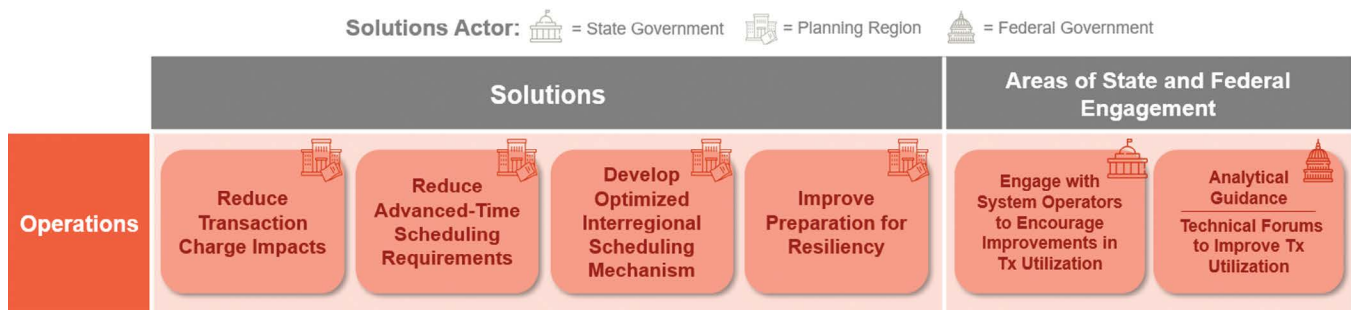 Solutions Actor: = State Government = Planning Region = Federal Government
Solutions
Areas of State and Federal
Engagement
Operations
Reduce
Transaction
Charge Impacts
Reduce
Advanced-Time
Scheduling
Requirements
Develop
Optimized
Interregional
Scheduling
Mechanism
Improve
Preparation for
Resiliency
Engage with
System Operators
to Encourage
Improvements in
Tx Utilization
Analytical
Guidance
Technical Forums
to Improve Tx
Utilization